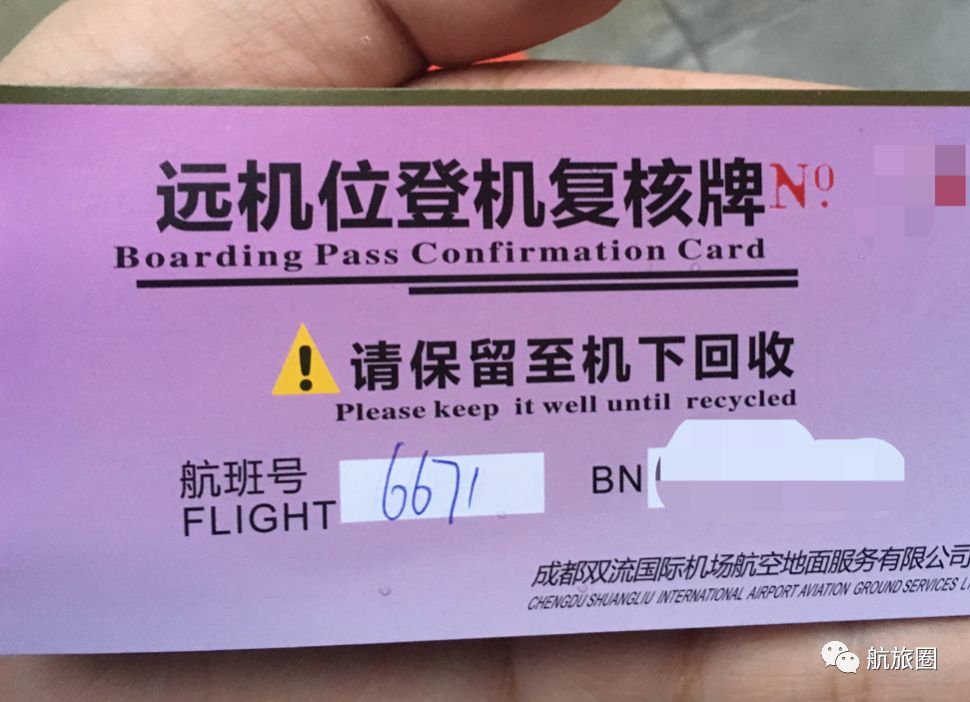 远机位登机复核牌 No.
Boarding Pass Confirmation Card
请保留至机下回收
Please keep it well until recycled
航班号 6671 BN
FLIGHT
成都双流国际机场航空地面服务有限公司
CHENGDU SHUANGLIU INTERNATIONAL AIRPORT AVIATION GROUND SERVICES
航旅圈